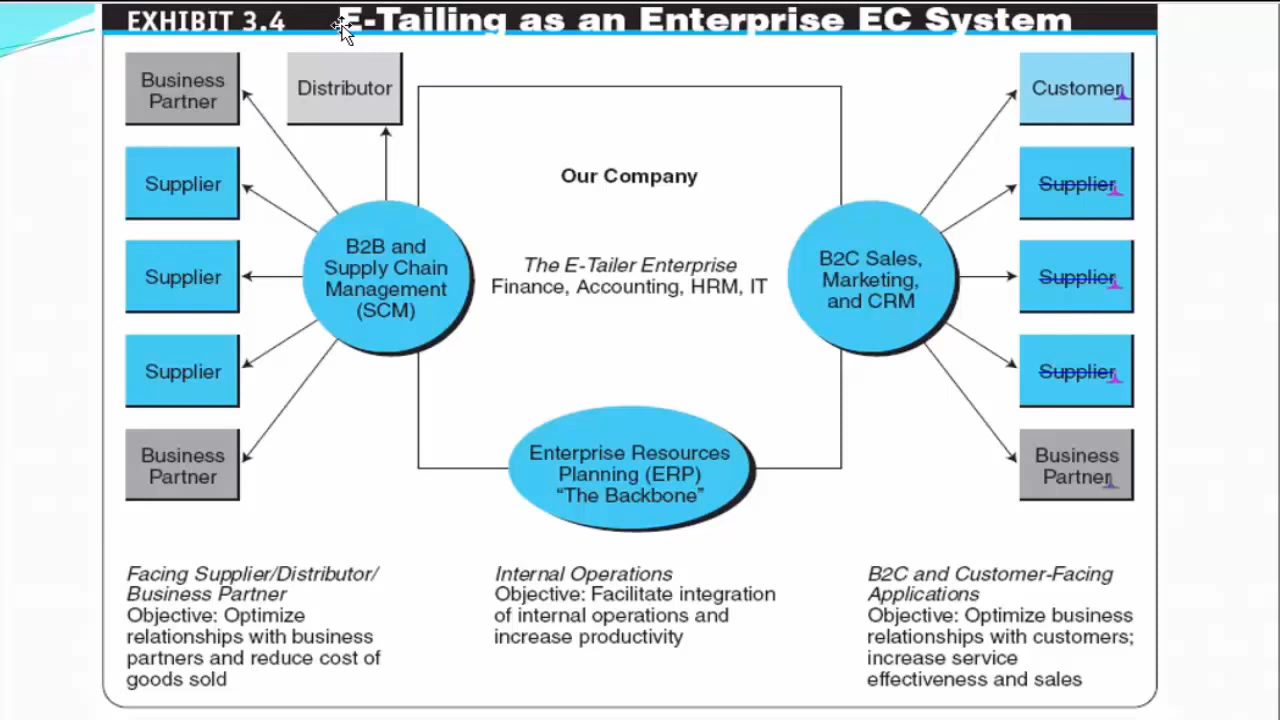 EXHIBIT 3.4 E-Tailing as an Enterprise EC System
Business
Partner
Distributor
Customer
Supplier
Our Company
Supplier
B2B and
Supply Chain
Management
(SCM)
The E-Tailer Enterprise
Finance, Accounting, HRM, IT
B2C Sales,
Marketing,
and CRM
Supplier
Supplier
Supplier
Supplier
Business
Partner
Enterprise Resources
Planning (ERP)
“The Backbone”
Business
Partner
Facing Supplier/Distributor/
Business Partner
Objective: Optimize
relationships with business
partners and reduce cost of
goods sold
Internal Operations
Objective: Facilitate integration
of internal operations and
increase productivity
B2C and Customer-Facing
Applications
Objective: Optimize business
relationships with customers;
increase service
effectiveness and sales